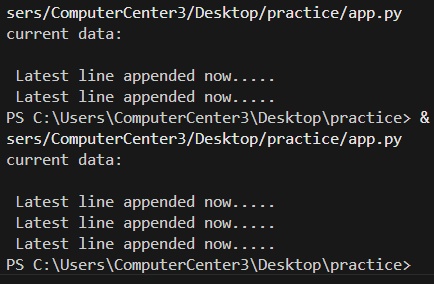 sers/ComputerCenter3/Desktop/practice/app.py
current data:
Latest line appended now.....
Latest line appended now.....
PS C:\Users\ComputerCenter3\Desktop\practice> &
sers/ComputerCenter3/Desktop/practice/app.py
current data:
Latest line appended now.....
Latest line appended now.....
Latest line appended now.....
PS C:\Users\ComputerCenter3\Desktop\practice>